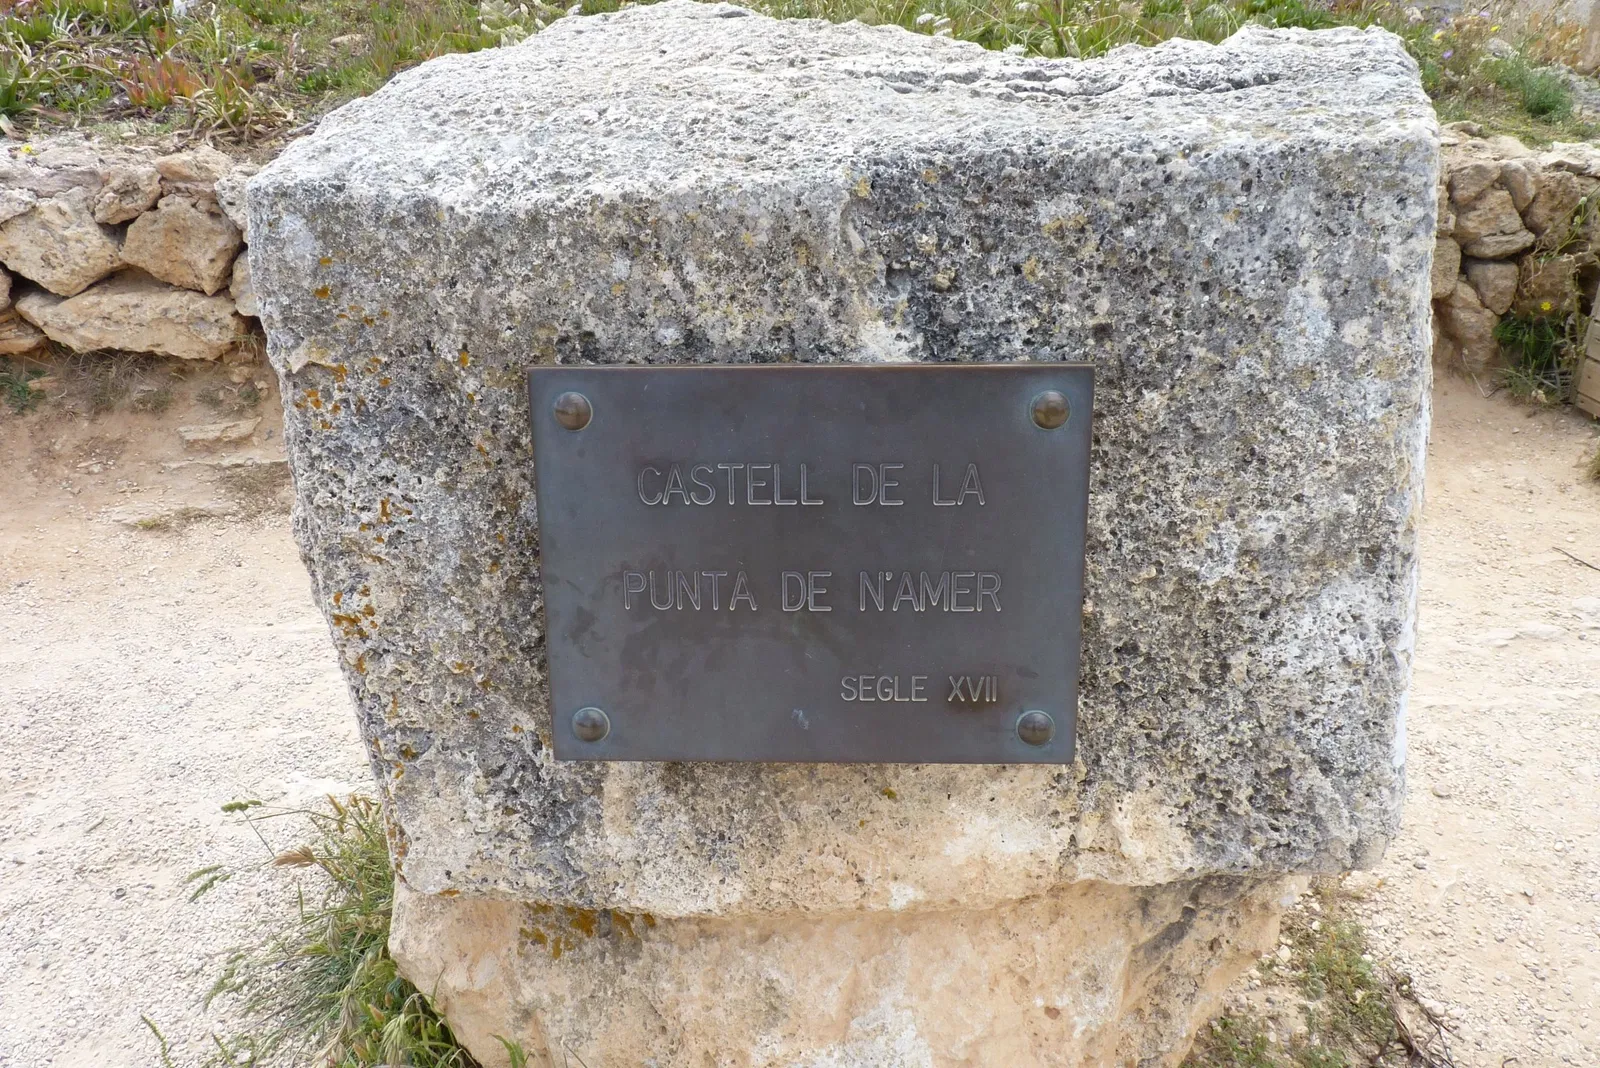 CASTELL DE LA
PUNTA DE N'AMER
SEGLE XVII